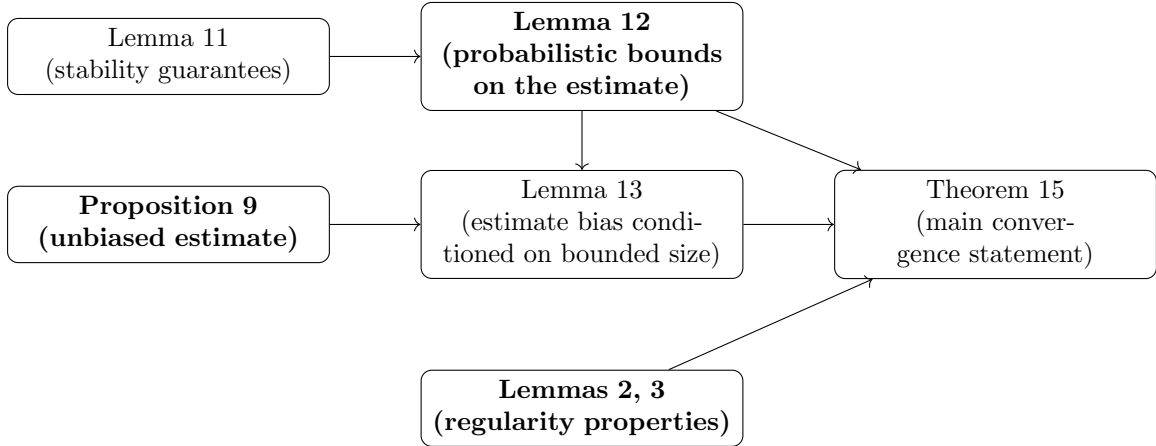 Lemma 11
(stability guarantees)
Lemma 12
(probabilistic bounds
on the estimate)
Proposition 9
(unbiased estimate)
Lemma 13
(estimate bias condi-
tioned on bounded size)
Theorem 15
(main conver-
gence statement)
Lemmas 2, 3
(regularity properties)